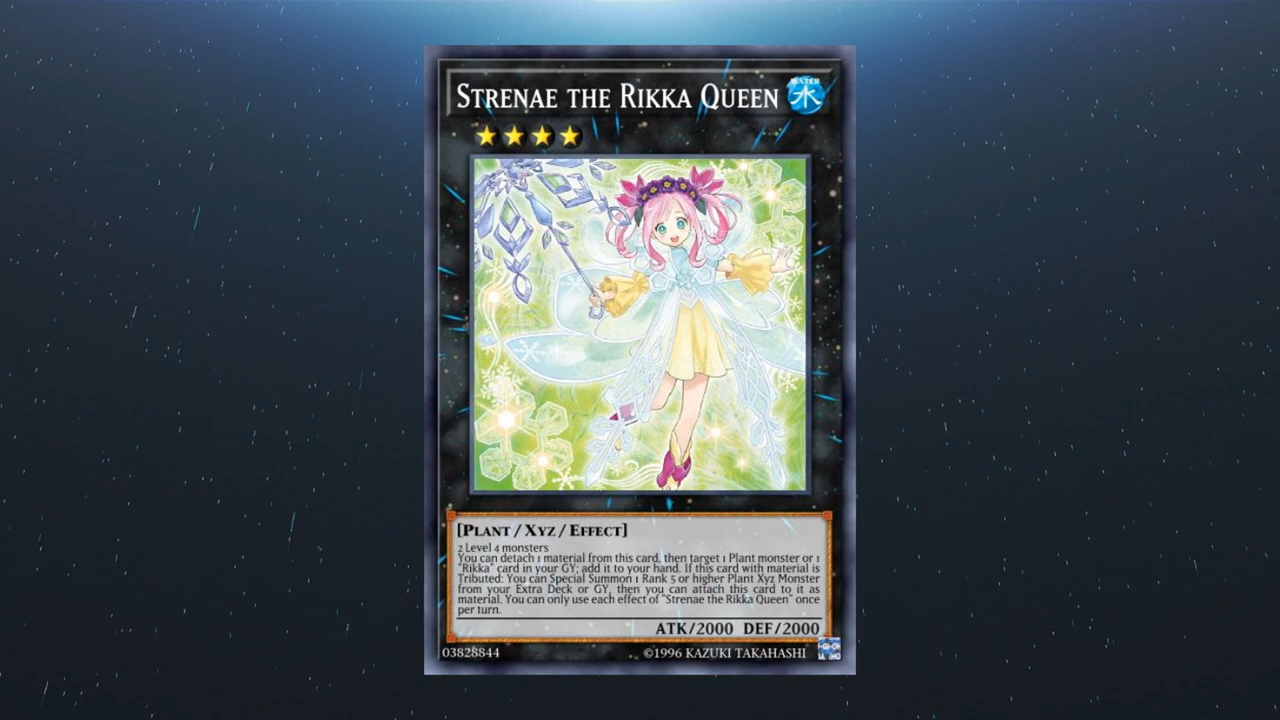 STRENAE THE RIKKA QUEEN
WATER
水
[PLANT / XYZ / EFFECT]
2 Level 4 monsters
You can detach 1 material from this card, then target 1 Plant monster or 1
"Rikka" card in your GY; add it to your hand. If this card with material is
Tributed: You can Special Summon 1 Rank 5 or higher Plant Xyz Monster
from your Extra Deck or GY, then you can attach this card to it as
material. You can only use each effect of "Strenae the Rikka Queen" once
per turn.
ATK/2000 DEF/2000
03828844
©1996 KAZUKI TAKAHASHI